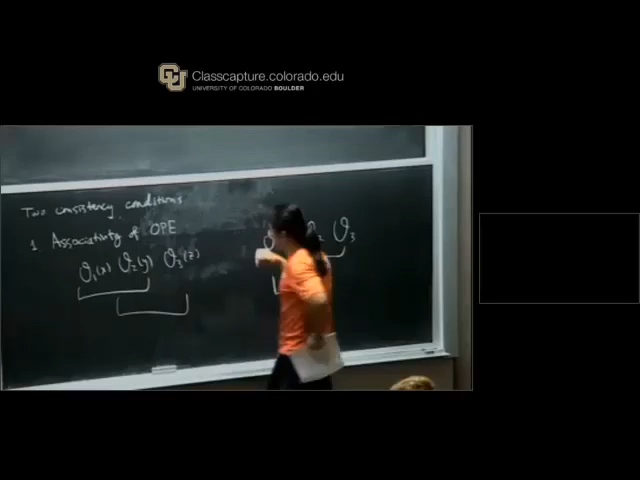 Classcapture.colorado.edu
UNIVERSITY OF COLORADO BOULDER
Two consistency conditions
1 Associativity of OPE
𝒪₁(x) 𝒪₂(y) 𝒪₃(z)
𝒪₃